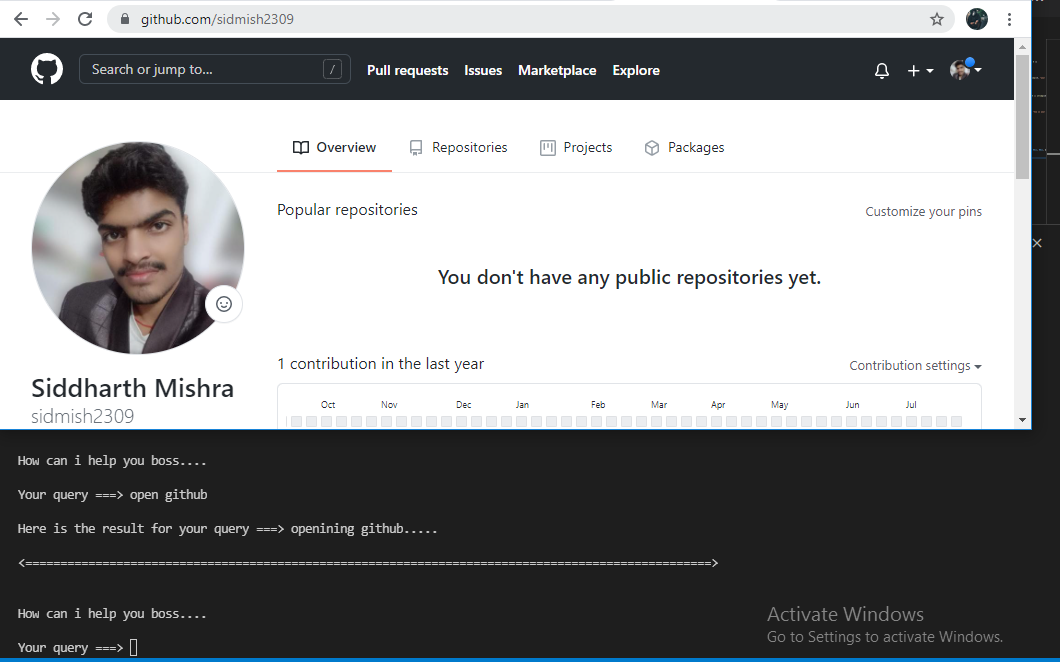 github.com/sidmish2309
Search or jump to... / Pull requests Issues Marketplace Explore
Overview Repositories Projects Packages
Popular repositories Customize your pins
You don't have any public repositories yet.
1 contribution in the last year Contribution settings
Oct Nov Dec Jan Feb Mar Apr May Jun Jul
Siddharth Mishra
sidmish2309
How can i help you boss....
Your query ===> open github
Here is the result for your query ===> openining github.....
<==================================================================================================>
How can i help you boss....
Your query ===>
Activate Windows
Go to Settings to activate Windows.